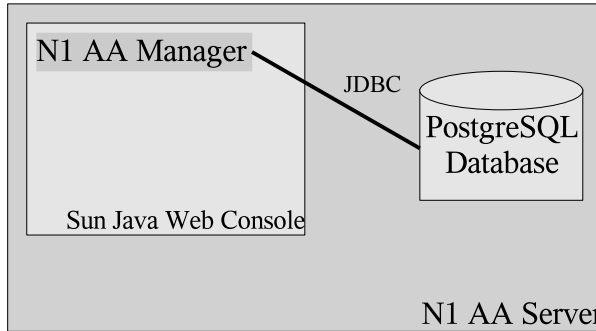 N1 AA Manager
JDBC
PostgreSQL
Database
Sun Java Web Console
N1 AA Server